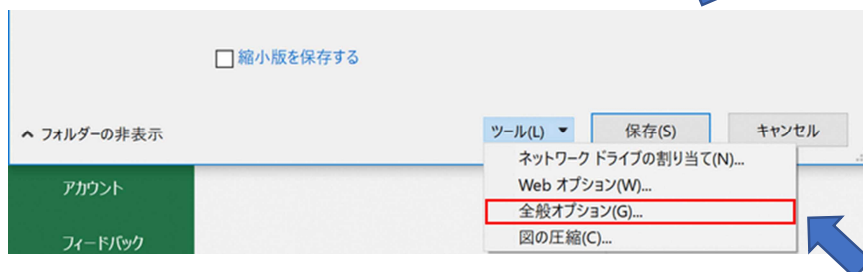 縮小版を保存する
フォルダーの非表示
ツール(L)
保存(S)
キャンセル
ネットワーク ドライブの割り当て(N)...
Web オプション(W)...
全般オプション(G)...
図の圧縮(C)...
アカウント
フィードバック